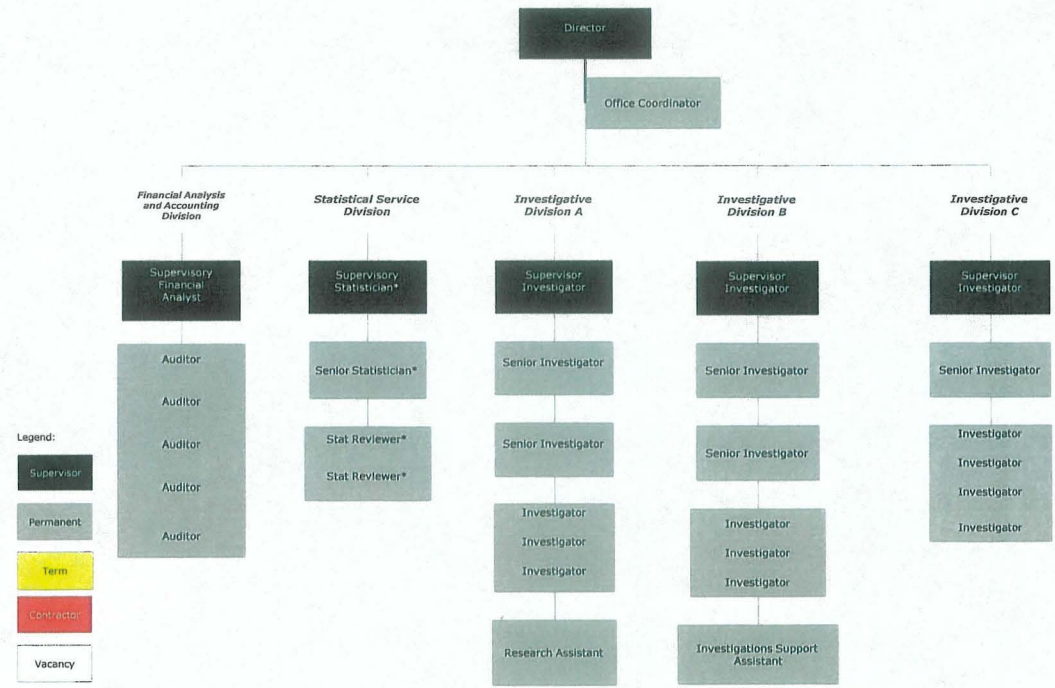 Director
Office Coordinator
Financial Analysis
and Accounting
Division
Supervisory
Financial
Analyst
Auditor
Auditor
Auditor
Auditor
Auditor
Statistical Service
Division
Supervisory
Statistician*
Senior Statistician*
Stat Reviewer*
Stat Reviewer*
Investigative
Division A
Supervisor
Investigator
Senior Investigator
Senior Investigator
Investigator
Investigator
Investigator
Research Assistant
Investigative
Division B
Supervisor
Investigator
Senior Investigator
Senior Investigator
Investigator
Investigator
Investigator
Investigations Support
Assistant
Investigative
Division C
Supervisor
Investigator
Senior Investigator
Investigator
Investigator
Investigator
Investigator
Legend:
Supervisor
Permanent
Term
Contractor
Vacancy